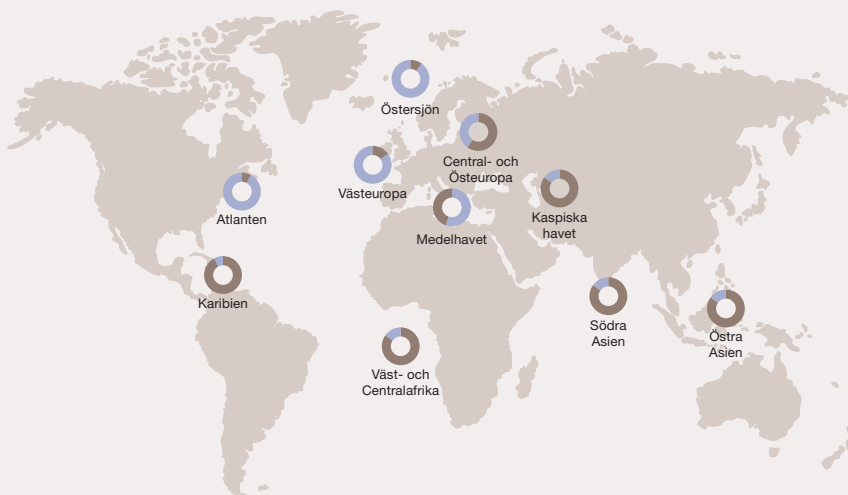 Östersjön
Central- och
Östeuropa
Västeuropa
Kaspiska
havet
Atlanten
Medelhavet
Karibien
Södra
Asien
Östra
Asien
Väst- och
Centralafrika